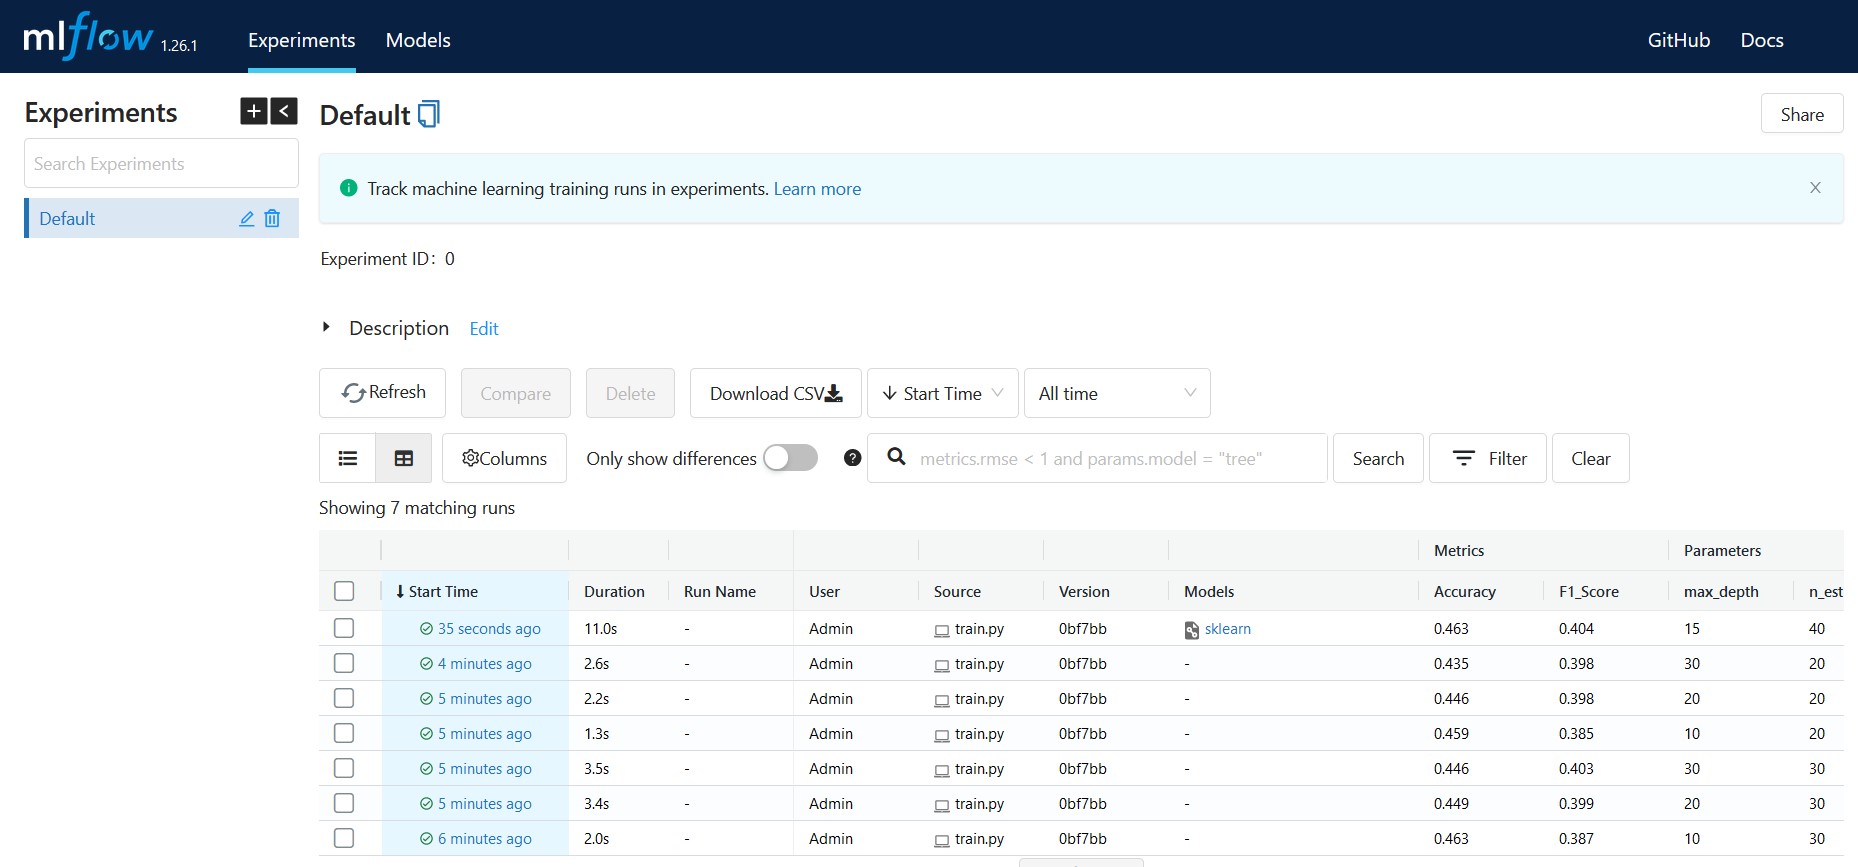 mlflow 1.26.1 Experiments Models GitHub Docs
Experiments + < Default Share
Search Experiments
Default
Track machine learning training runs in experiments. Learn more
Experiment ID: 0
Description Edit
Refresh Compare Delete Download CSV Start Time All time
Columns Only show differences ? metrics.rmse < 1 and params.model = "tree" Search Filter Clear
Showing 7 matching runs
Metrics Parameters
↓ Start Time Duration Run Name User Source Version Models Accuracy F1_Score max_depth n_est
35 seconds ago 11.0s - Admin train.py 0bf7bb sklearn 0.463 0.404 15 40
4 minutes ago 2.6s - Admin train.py 0bf7bb - 0.435 0.398 30 20
5 minutes ago 2.2s - Admin train.py 0bf7bb - 0.446 0.398 20 20
5 minutes ago 1.3s - Admin train.py 0bf7bb - 0.459 0.385 10 20
5 minutes ago 3.5s - Admin train.py 0bf7bb - 0.446 0.403 30 30
5 minutes ago 3.4s - Admin train.py 0bf7bb - 0.449 0.399 20 30
6 minutes ago 2.0s - Admin train.py 0bf7bb - 0.463 0.387 10 30